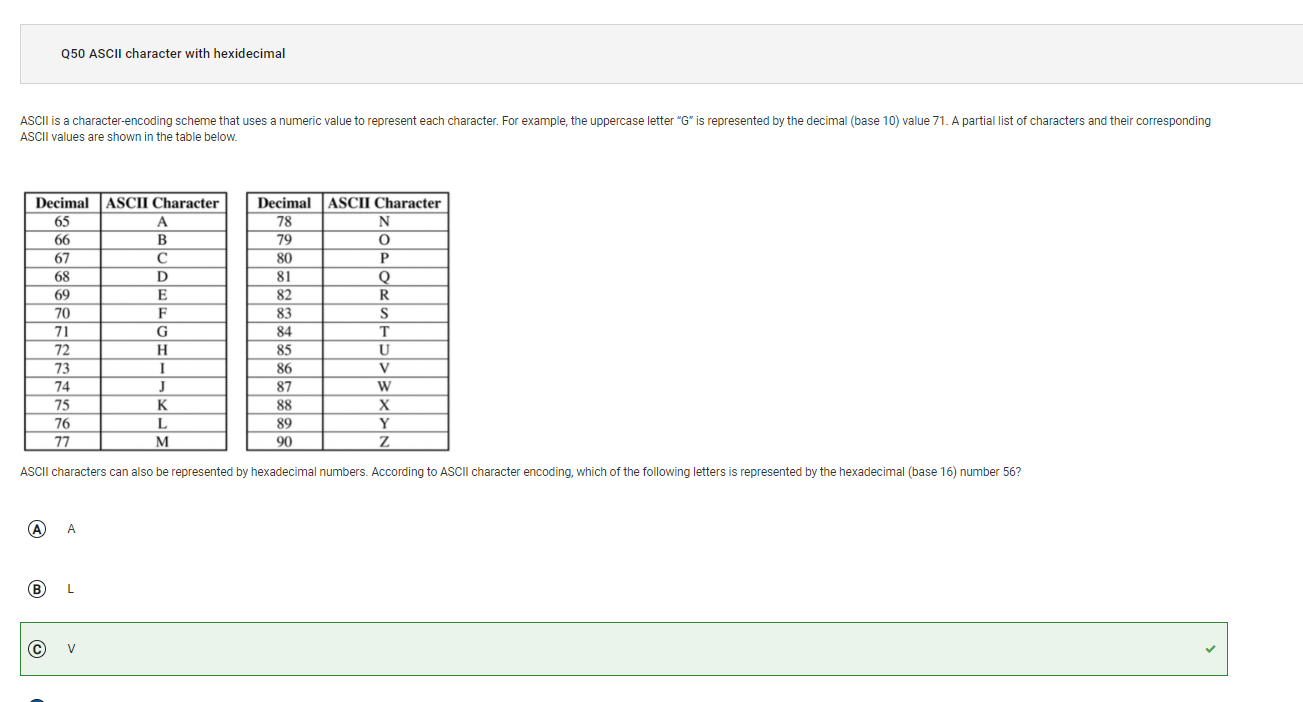 Q50 ASCII character with hexidecimal
ASCII is a character-encoding scheme that uses a numeric value to represent each character. For example, the uppercase letter “G” is represented by the decimal (base 10) value 71. A partial list of characters and their corresponding
ASCII values are shown in the table below.
Decimal ASCII Character Decimal ASCII Character
65 A 78 N
66 B 79 O
67 C 80 P
68 D 81 Q
69 E 82 R
70 F 83 S
71 G 84 T
72 H 85 U
73 I 86 V
74 J 87 W
75 K 88 X
76 L 89 Y
77 M 90 Z
ASCII characters can also be represented by hexadecimal numbers. According to ASCII character encoding, which of the following letters is represented by the hexadecimal (base 16) number 56?
A A
B L
C V